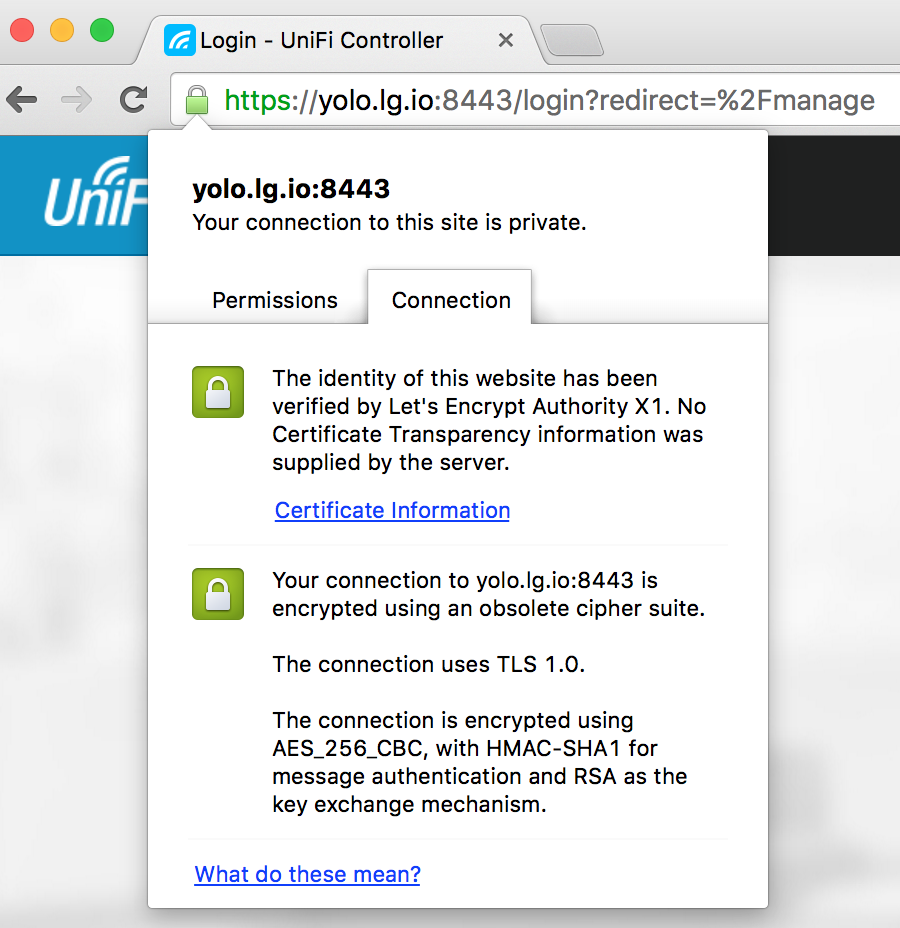 Login - UniFi Controller
https://yolo.lg.io:8443/login?redirect=%2Fmanage
UniF
yolo.lg.io:8443
Your connection to this site is private.
Permissions
Connection
The identity of this website has been
verified by Let's Encrypt Authority X1. No
Certificate Transparency information was
supplied by the server.
Certificate Information
Your connection to yolo.lg.io:8443 is
encrypted using an obsolete cipher suite.
The connection uses TLS 1.0.
The connection is encrypted using
AES_256_CBC, with HMAC-SHA1 for
message authentication and RSA as the
key exchange mechanism.
What do these mean?